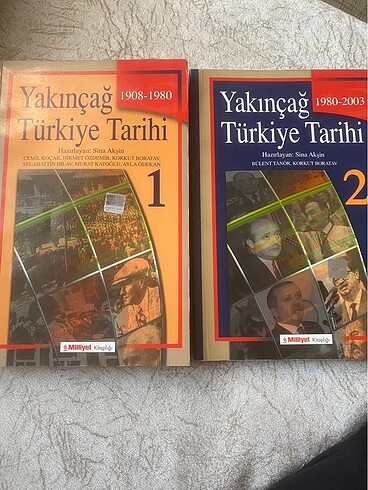 Yakınçağ
1908-1980
Türkiye Tarihi
Hazırlayan: Sina Akşin
CEMİL KOÇAK, HİKMET ÖZDEMİR, KORKUT BORATAV,
SELAHATTİN HİLAV, MURAT KATOĞLU, AYLA ÖDEKAN
1
Milliyet Kitaplığı
Yakınçağ
1980-2003
Türkiye Tarihi
Hazırlayan: Sina Akşin
BÜLENT TANÖR, KORKUT BORATAV
2
Milliyet Kitaplığı